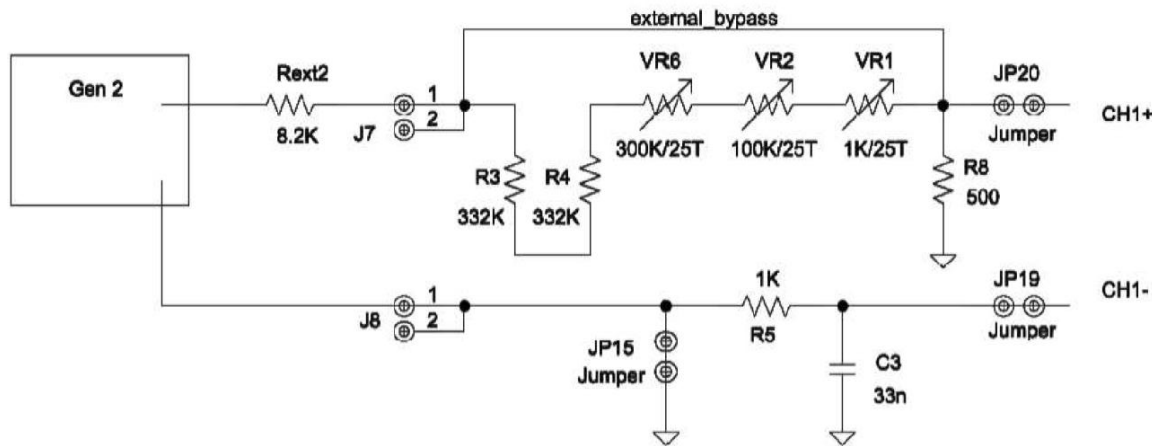 external_bypass
Gen 2
Rext2
8.2K
1
2
J7
VR6
300K/25T
VR2
100K/25T
VR1
1K/25T
JP20
Jumper
CH1+
R3
332K
R4
332K
R8
500
1
2
J8
JP15
Jumper
1K
R5
C3
33n
JP19
Jumper
CH1-